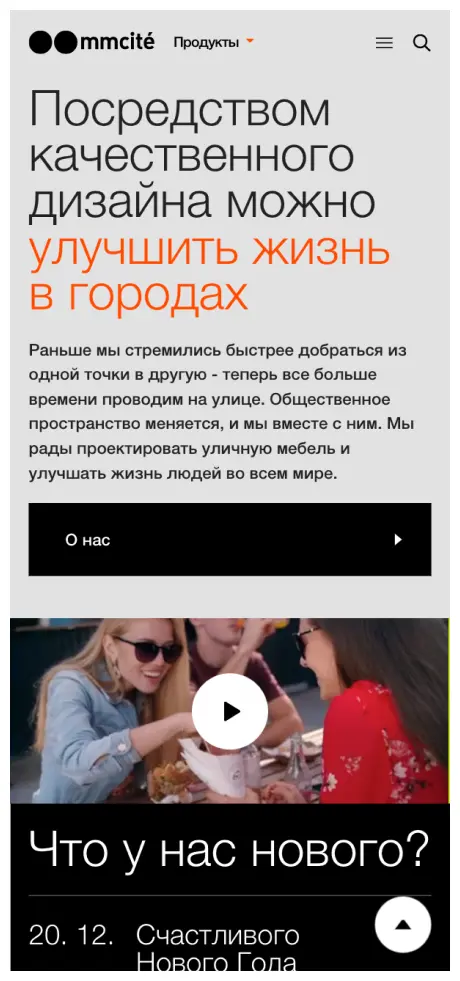 mmcité
Продукты
Посредством
качественного
дизайна можно
улучшить жизнь
в городах
Раньше мы стремились быстрее добраться из
одной точки в другую - теперь все больше
времени проводим на улице. Общественное
пространство меняется, и мы вместе с ним. Мы
рады проектировать уличную мебель и
улучшать жизнь людей во всем мире.
О нас
Что у нас нового?
20. 12. Счастливого
Нового Года